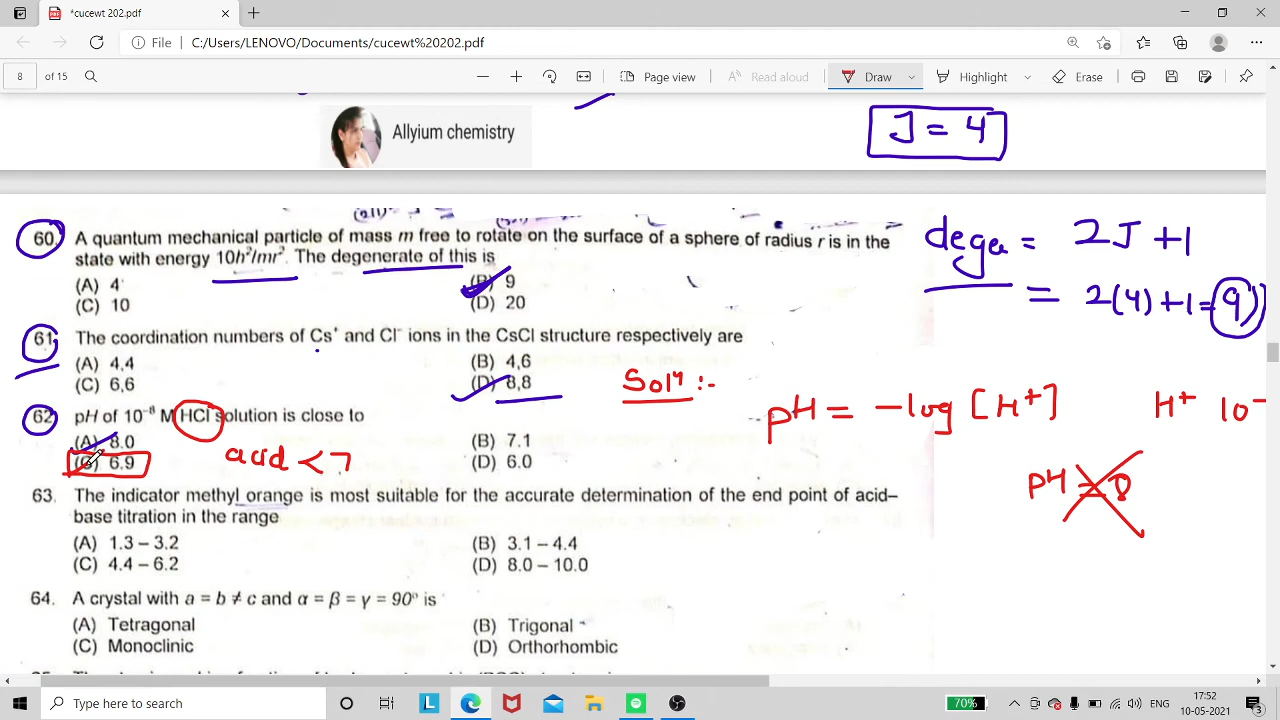 *cucewt 202.pdf
File C:/Users/LENOVO/Documents/cucewt%20202.pdf
8 of 15 Page view Read aloud Draw Highlight Erase
Allyium chemistry
J = 4
60. A quantum mechanical particle of mass m free to rotate on the surface of a sphere of radius r is in the
state with energy 10h²/mr². The degenerate of this is
(A) 4 (B) 9
(C) 10 (D) 20
dege = 2J + 1
= 2(4) + 1 = 9
61. The coordination numbers of Cs⁺ and Cl⁻ ions in the CsCl structure respectively are
(A) 4,4 (B) 4,6
(C) 6,6 (D) 8,8
Solⁿ :-
62. pH of 10⁻⁸ M HCl solution is close to
(A) 8.0 (B) 7.1
(C) 6.9 (D) 6.0
acid < 7
pH = -log [H+] H+ 10-
pH = 8
63. The indicator methyl orange is most suitable for the accurate determination of the end point of acid–
base titration in the range
(A) 1.3 – 3.2 (B) 3.1 – 4.4
(C) 4.4 – 6.2 (D) 8.0 – 10.0
64. A crystal with a = b ≠ c and α = β = γ = 90° is
(A) Tetragonal (B) Trigonal
(C) Monoclinic (D) Orthorhombic
Type here to search
70%
17:52
10-05-2021